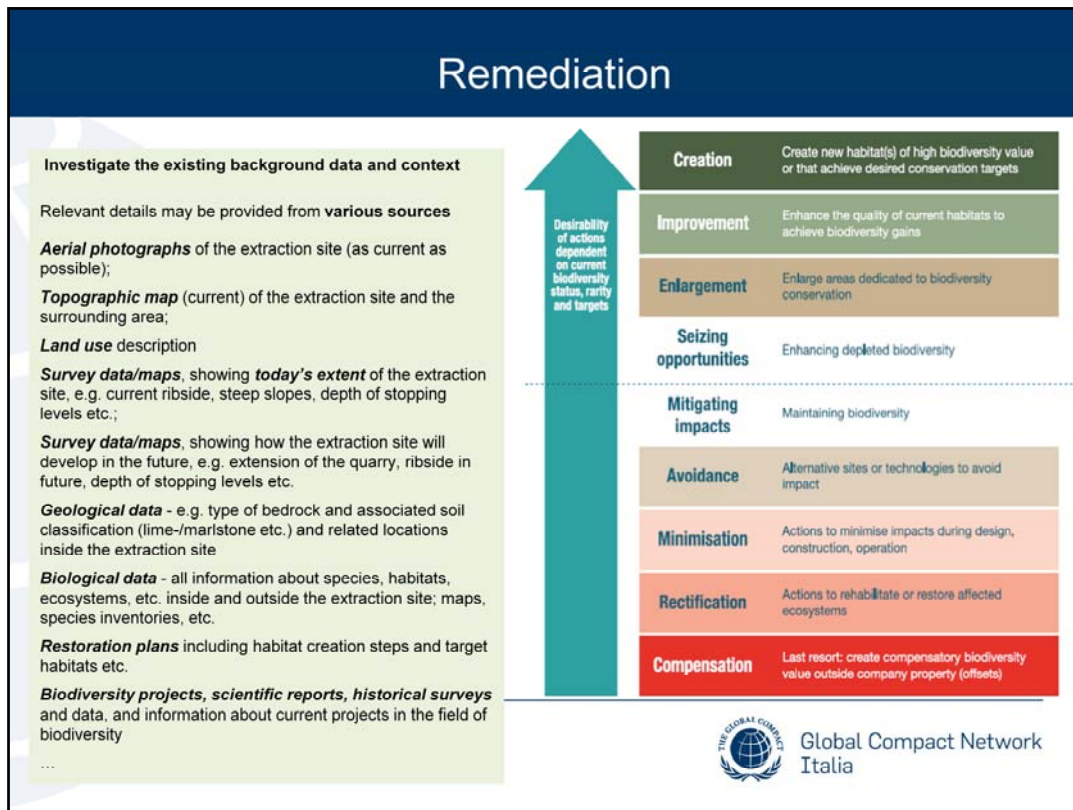 Remediation
Investigate the existing background data and context
Relevant details may be provided from various sources
Aerial photographs of the extraction site (as current as
possible);
Topographic map (current) of the extraction site and the
surrounding area;
Land use description
Survey data/maps, showing today's extent of the extraction
site, e.g. current ribside, steep slopes, depth of stopping
levels etc.;
Survey data/maps, showing how the extraction site will
develop in the future, e.g. extension of the quarry, ribside in
future, depth of stopping levels etc.
Geological data - e.g. type of bedrock and associated soil
classification (lime-/marlstone etc.) and related locations
inside the extraction site
Biological data - all information about species, habitats,
ecosystems, etc. inside and outside the extraction site; maps,
species inventories, etc.
Restoration plans including habitat creation steps and target
habitats etc.
Biodiversity projects, scientific reports, historical surveys
and data, and information about current projects in the field of
biodiversity
...
Desirability
of actions
dependent
on current
biodiversity
status, rarity
and targets
Creation
Create new habitat(s) of high biodiversity value
or that achieve desired conservation targets
Improvement
Enhance the quality of current habitats to
achieve biodiversity gains
Enlargement
Enlarge areas dedicated to biodiversity
conservation
Seizing
opportunities
Enhancing depleted biodiversity
Mitigating
impacts
Maintaining biodiversity
Avoidance
Alternative sites or technologies to avoid
impact
Minimisation
Actions to minimise impacts during design,
construction, operation
Rectification
Actions to rehabilitate or restore affected
ecosystems
Compensation
Last resort: create compensatory biodiversity
value outside company property (offsets)
THE GLOBAL COMPACT
Global Compact Network
Italia